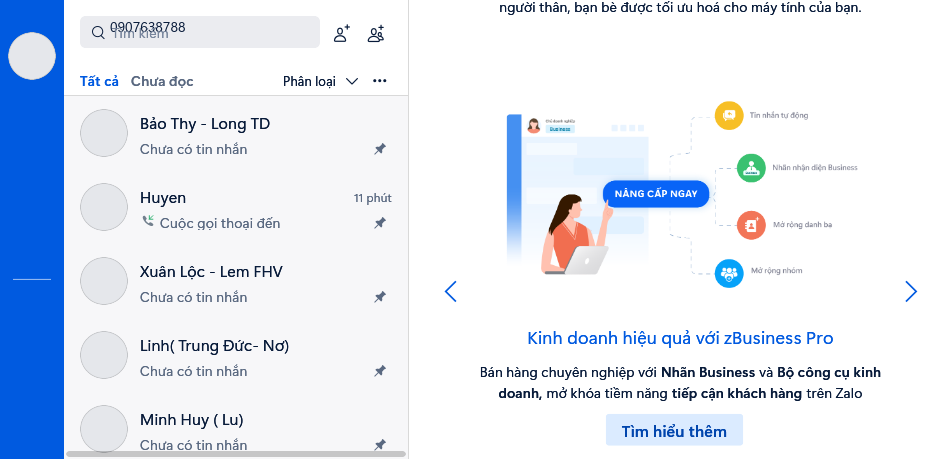 0907638788
Tìm kiếm
Tất cả Chưa đọc Phân loại
Bảo Thy - Long TD
Chưa có tin nhắn
Huyen 11 phút
Cuộc gọi thoại đến
Xuân Lộc - Lem FHV
Chưa có tin nhắn
Linh( Trung Đức- Nơ)
Chưa có tin nhắn
Minh Huy ( Lu)
Chưa có tin nhắn
người thân, bạn bè được tối ưu hoá cho máy tính của bạn.
Chủ doanh nghiệp
Business
NÂNG CẤP NGAY
Tin nhắn tự động
Nhãn nhận diện Business
Mở rộng danh bạ
Mở rộng nhóm
Kinh doanh hiệu quả với zBusiness Pro
Bán hàng chuyên nghiệp với Nhãn Business và Bộ công cụ kinh
doanh, mở khóa tiềm năng tiếp cận khách hàng trên Zalo
Tìm hiểu thêm